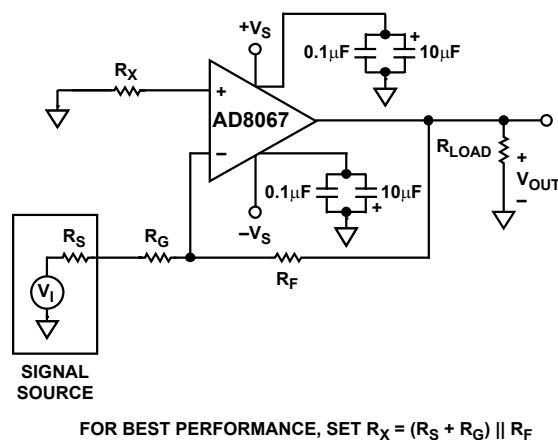 +VS
0.1µF
+
10µF
RX
+
AD8067
−
RLOAD
+
VOUT
−
0.1µF
10µF
+
−VS
RS
RG
RF
VI
SIGNAL
SOURCE
FOR BEST PERFORMANCE, SET RX = (RS + RG) || RF